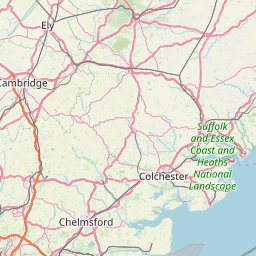 Ely
Cambridge
Suffolk
and Essex
Coast and
Heaths
National
Landscape
Colchester
Chelmsford